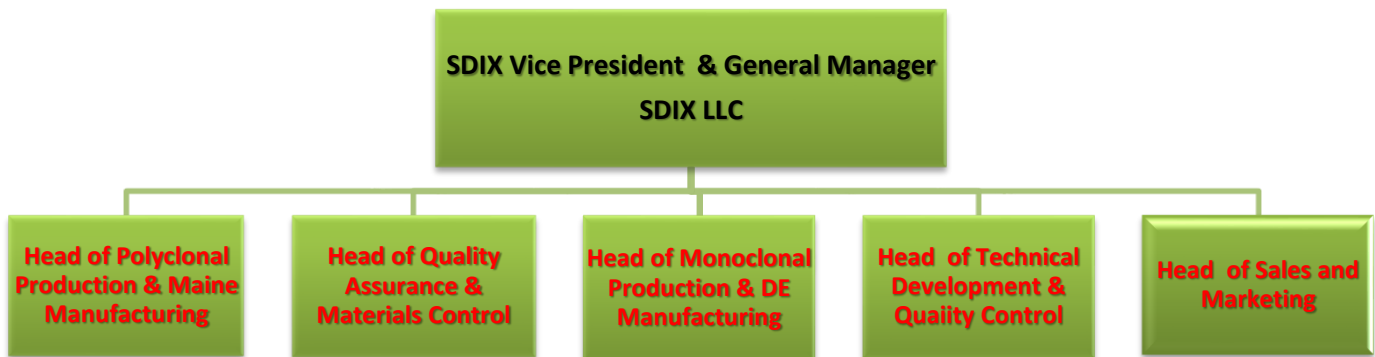 SDIX Vice President & General Manager
SDIX LLC
Head of Polyclonal
Production & Maine
Manufacturing
Head of Quality
Assurance &
Materials Control
Head of Monoclonal
Production & DE
Manufacturing
Head of Technical
Development &
Quaiity Control
Head of Sales and
Marketing